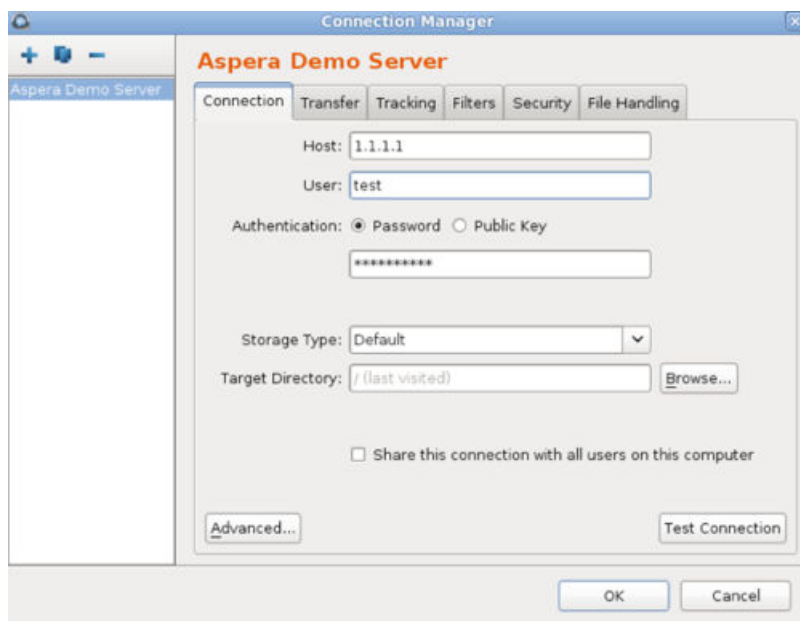 Connection Manager
Aspera Demo Server
Aspera Demo Server
Connection Transfer Tracking Filters Security File Handling
Host: 1.1.1.1
User: test
Authentication: Password Public Key
**********
Storage Type: Default
Target Directory: / (last visited) Browse...
Share this connection with all users on this computer
Advanced... Test Connection
OK Cancel